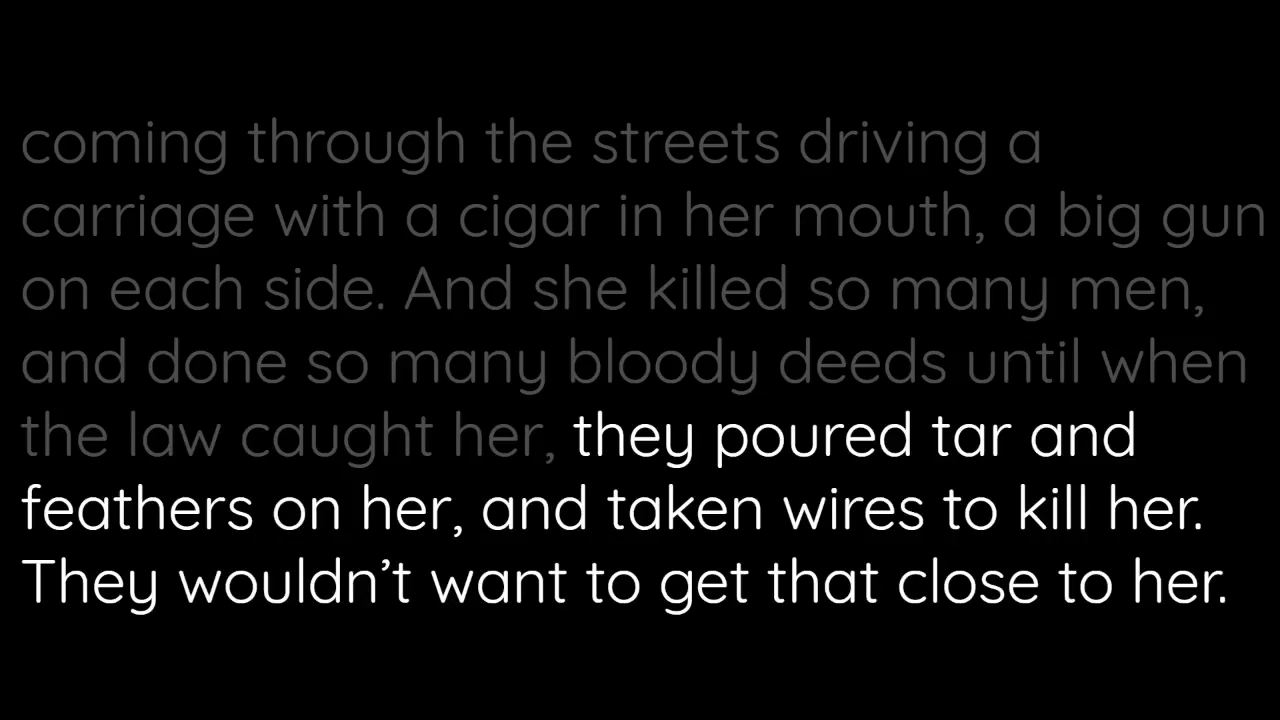 coming through the streets driving a
carriage with a cigar in her mouth, a big gun
on each side. And she killed so many men,
and done so many bloody deeds until when
the law caught her, they poured tar and
feathers on her, and taken wires to kill her.
They wouldn’t want to get that close to her.